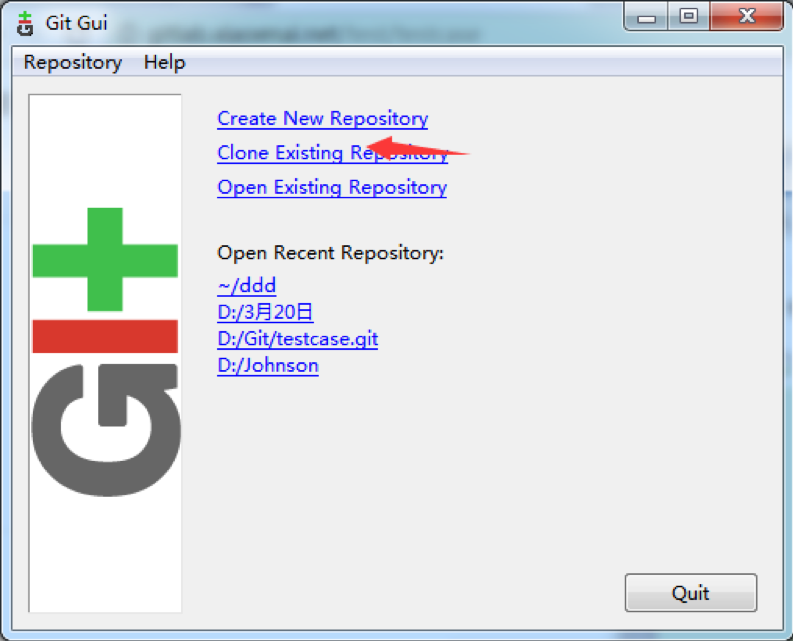 Git Gui
Repository Help
Create New Repository
Clone Existing Repository
Open Existing Repository
Open Recent Repository:
~/ddd
D:/3月20日
D:/Git/testcase.git
D:/Johnson
GIt
Quit